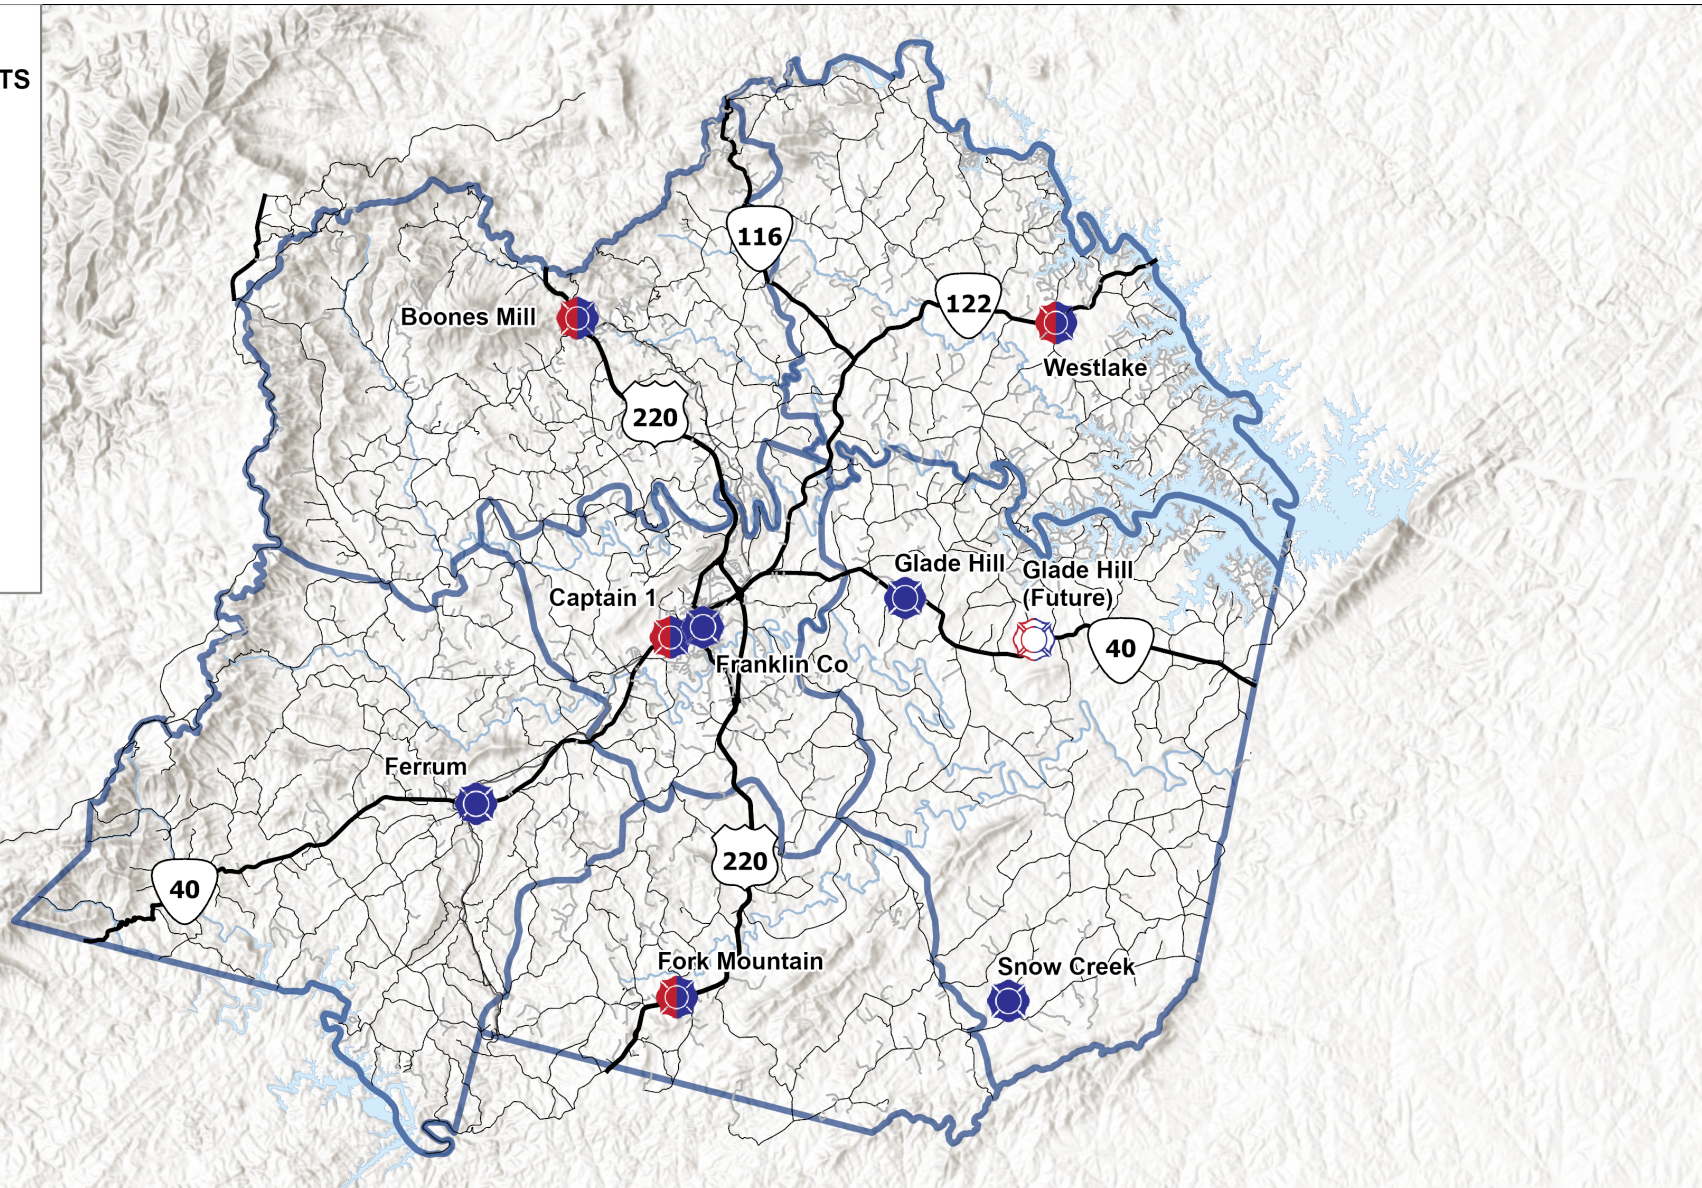 TS
116
122
Boones Mill
Westlake
220
Glade Hill
Glade Hill
(Future)
Captain 1
40
Franklin Co
Ferrum
220
40
Fork Mountain
Snow Creek